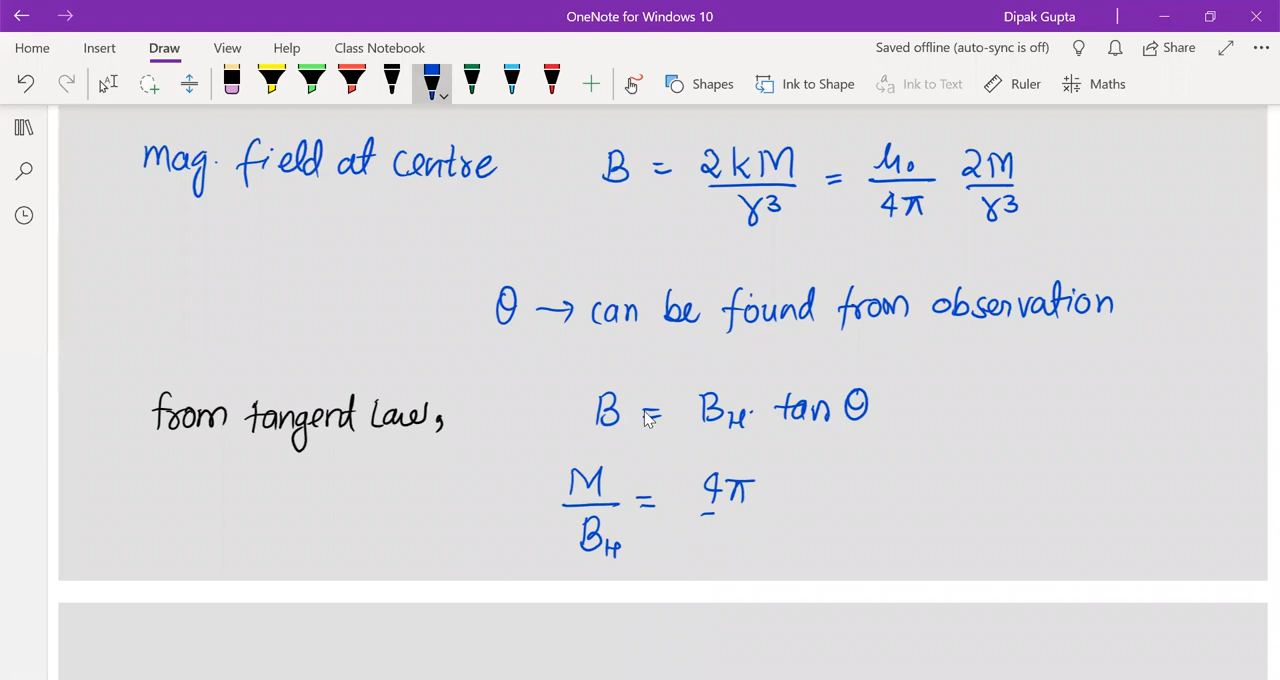 OneNote for Windows 10
Dipak Gupta
Home Insert Draw View Help Class Notebook
Saved offline (auto-sync is off)
Share
Shapes Ink to Shape Ink to Text Ruler Maths
mag. field at centre B = 2kM/r³ = μ₀/4π 2M/r³
θ → can be found from observation
from tangerd Law, B = B_H. tan θ
M/B_H = 4π